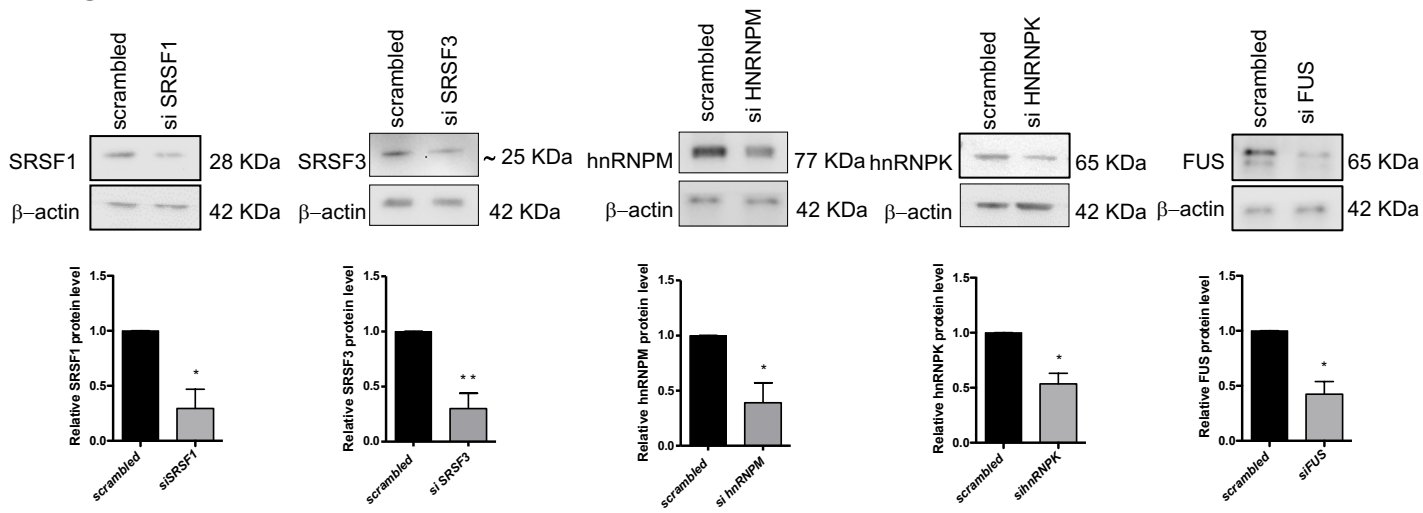 scrambled
si SRSF1
SRSF1
28 KDa
β–actin
42 KDa
1.5
1.0
0.5
0.0
Relative SRSF1 protein level
*
scrambled
siSRSF1
scrambled
si SRSF3
SRSF3
~ 25 KDa
β–actin
42 KDa
1.5
1.0
0.5
0.0
Relative SRSF3 protein level
* *
scrambled
si SRSF3
scrambled
si HNRNPM
hnRNPM
77 KDa
β–actin
42 KDa
1.5
1.0
0.5
0.0
Relative hnRNPM protein level
*
scrambled
si hnRNPM
scrambled
si HNRNPK
hnRNPK
65 KDa
β–actin
42 KDa
1.5
1.0
0.5
0.0
Relative hnRNPK protein level
*
scrambled
sihnRNPK
scrambled
si FUS
FUS
65 KDa
β–actin
42 KDa
1.5
1.0
0.5
0.0
Relative FUS protein level
*
scrambled
siFUS